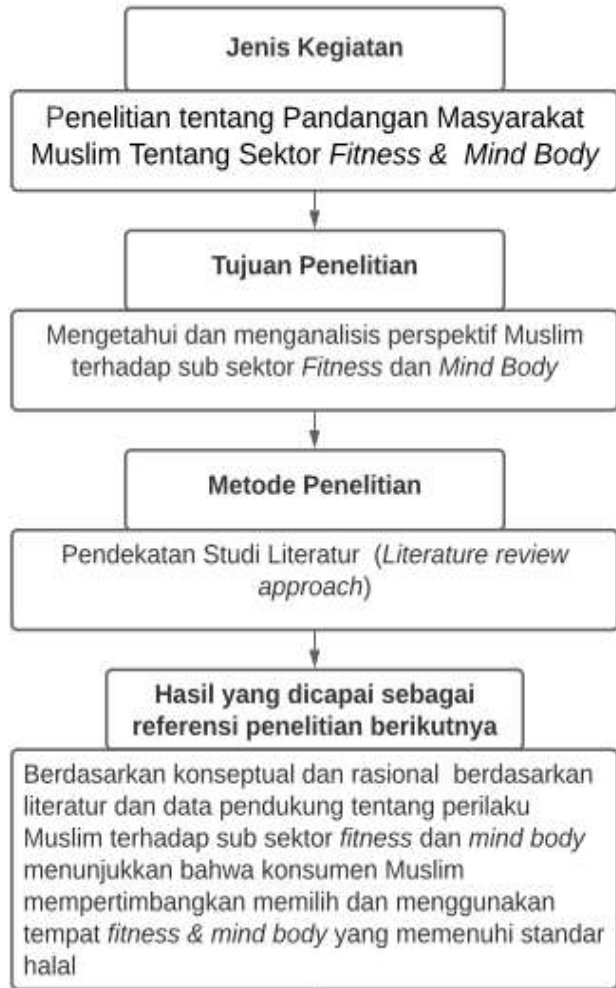 Jenis Kegiatan
Penelitian tentang Pandangan Masyarakat
Muslim Tentang Sektor Fitness & Mind Body
Tujuan Penelitian
Mengetahui dan menganalisis perspektif Muslim
terhadap sub sektor Fitness dan Mind Body
Metode Penelitian
Pendekatan Studi Literatur (Literature review
approach)
Hasil yang dicapai sebagai
referensi penelitian berikutnya
Berdasarkan konseptual dan rasional berdasarkan
literatur dan data pendukung tentang perilaku
Muslim terhadap sub sektor fitness dan mind body
menunjukkan bahwa konsumen Muslim
mempertimbangkan memilih dan menggunakan
tempat fitness & mind body yang memenuhi standar
halal